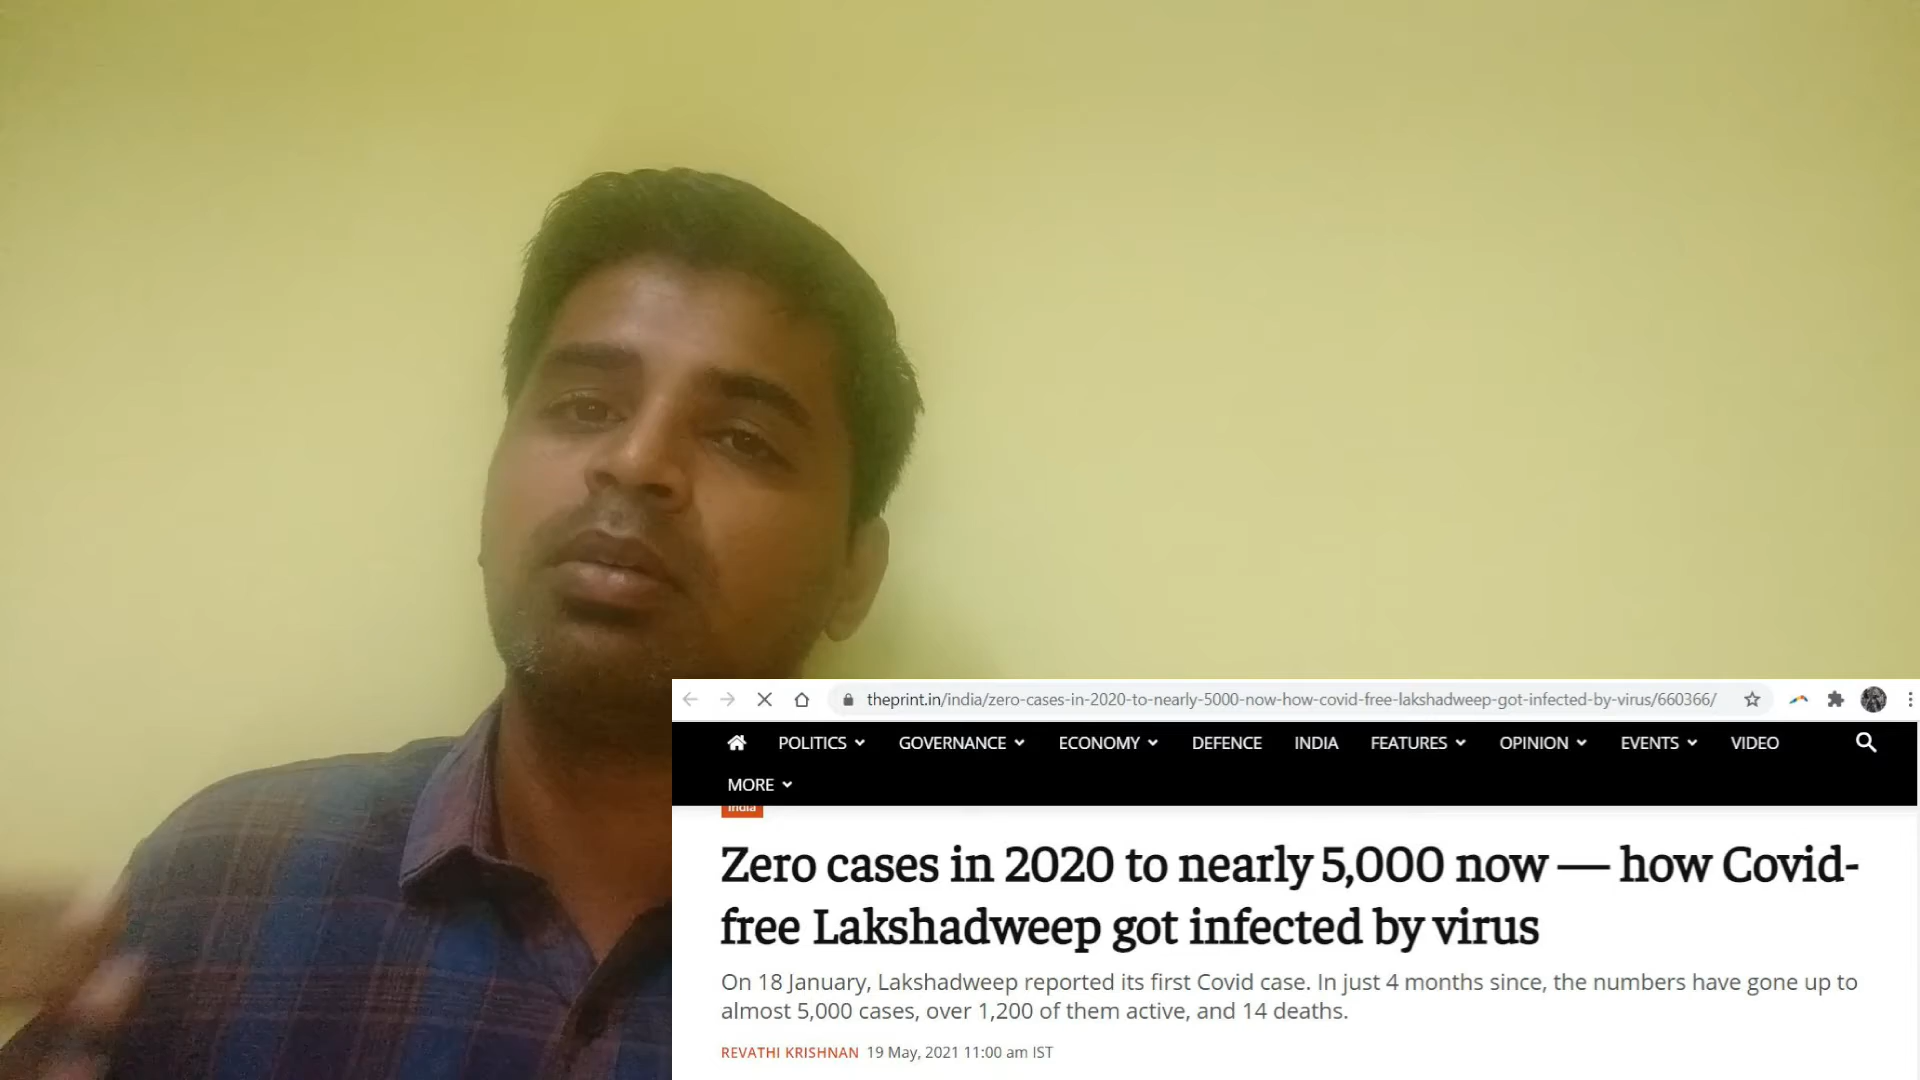 theprint.in/india/zero-cases-in-2020-to-nearly-5000-now-how-covid-free-lakshadweep-got-infected-by-virus/660366/
POLITICS GOVERNANCE ECONOMY DEFENCE INDIA FEATURES OPINION EVENTS VIDEO
MORE
India
Zero cases in 2020 to nearly 5,000 now — how Covid-
free Lakshadweep got infected by virus
On 18 January, Lakshadweep reported its first Covid case. In just 4 months since, the numbers have gone up to
almost 5,000 cases, over 1,200 of them active, and 14 deaths.
REVATHI KRISHNAN 19 May, 2021 11:00 am IST